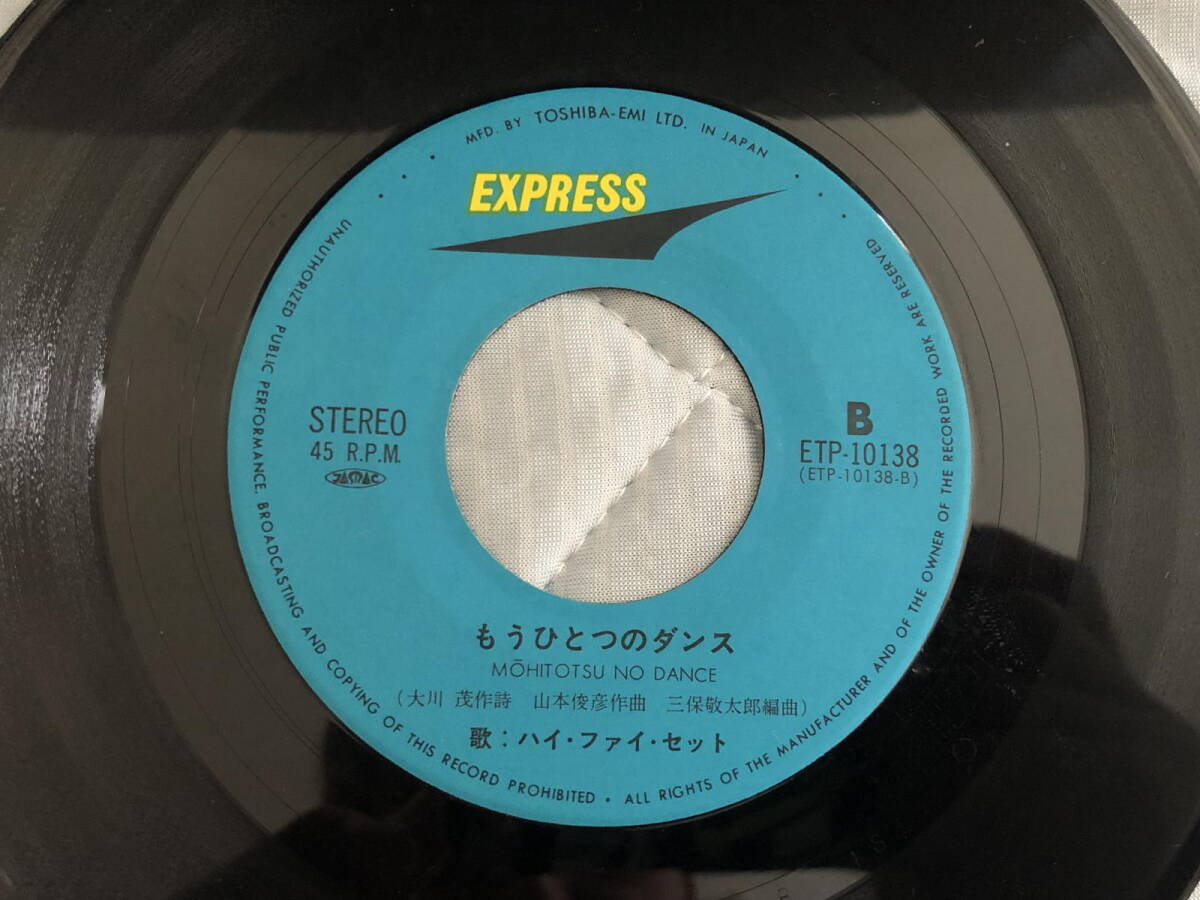 MFD. BY TOSHIBA-EMI LTD. IN JAPAN
EXPRESS
STEREO
45 R.P.M.
JASRAC
B
ETP-10138
(ETP-10138-B)
もうひとつのダンス
MŌHITOTSU NO DANCE
(大川 茂作詩 山本俊彦作曲 三保敬太郎編曲)
歌:ハイ・ファイ・セット
UNAUTHORIZED PUBLIC PERFORMANCE, BROADCASTING AND COPYING OF THIS RECORD PROHIBITED • ALL RIGHTS OF THE MANUFACTURER AND OF THE OWNER OF THE RECORDED WORK ARE RESERVED